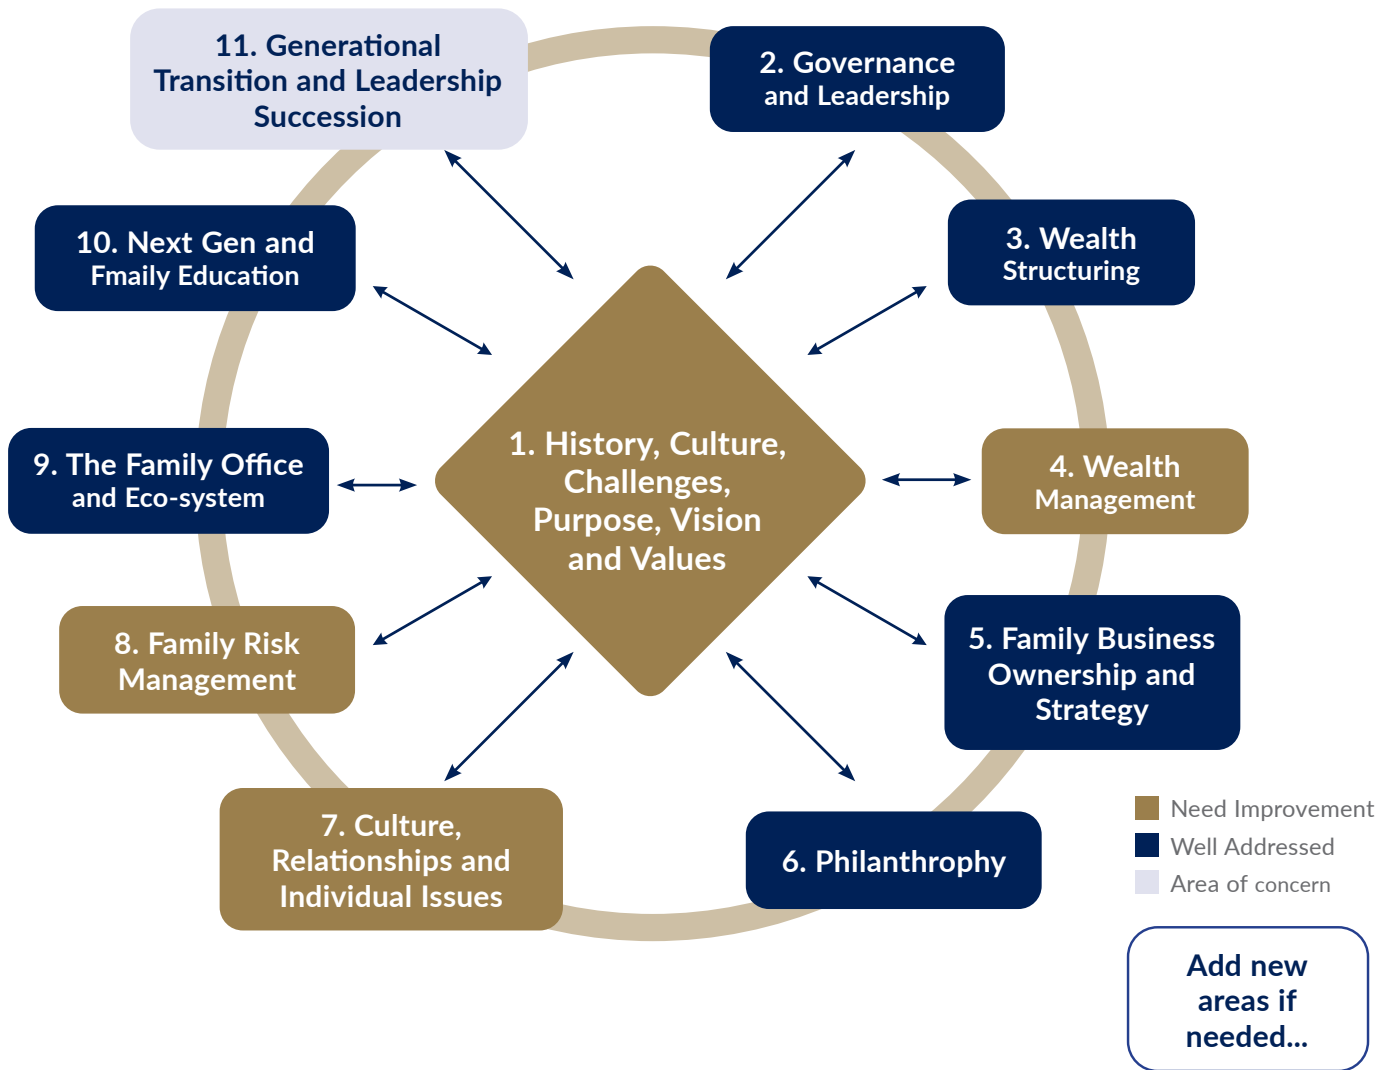 11. Generational
Transition and Leadership
Succession
2. Governance
and Leadership
10. Next Gen and
Fmaily Education
3. Wealth
Structuring
1. History, Culture,
Challenges,
Purpose, Vision
and Values
9. The Family Office
and Eco-system
4. Wealth
Management
8. Family Risk
Management
5. Family Business
Ownership and
Strategy
7. Culture,
Relationships and
Individual Issues
6. Philanthrophy
Need Improvement
Well Addressed
Area of concern
Add new
areas if
needed...